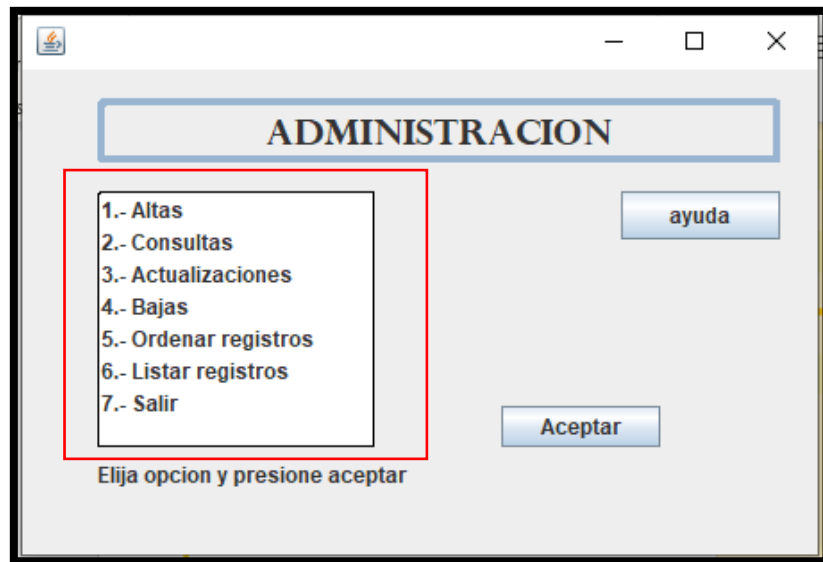 ADMINISTRACION
1.- Altas
2.- Consultas
3.- Actualizaciones
4.- Bajas
5.- Ordenar registros
6.- Listar registros
7.- Salir
ayuda
Aceptar
Elija opcion y presione aceptar